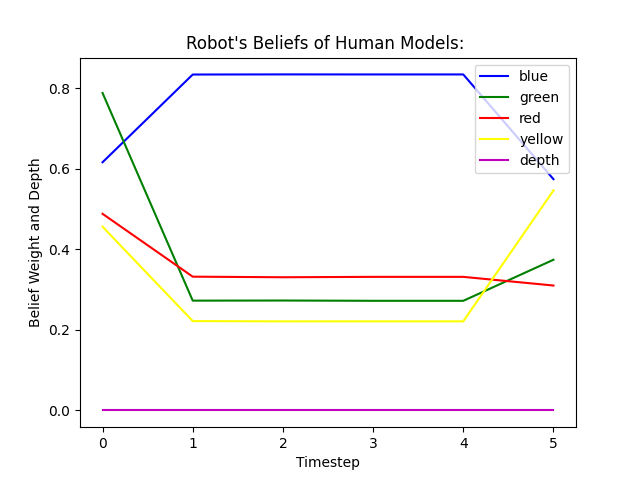 Robot's Beliefs of Human Models:
blue
green
red
yellow
depth
Belief Weight and Depth
0.8
0.6
0.4
0.2
0.0
0 1 2 3 4 5
Timestep